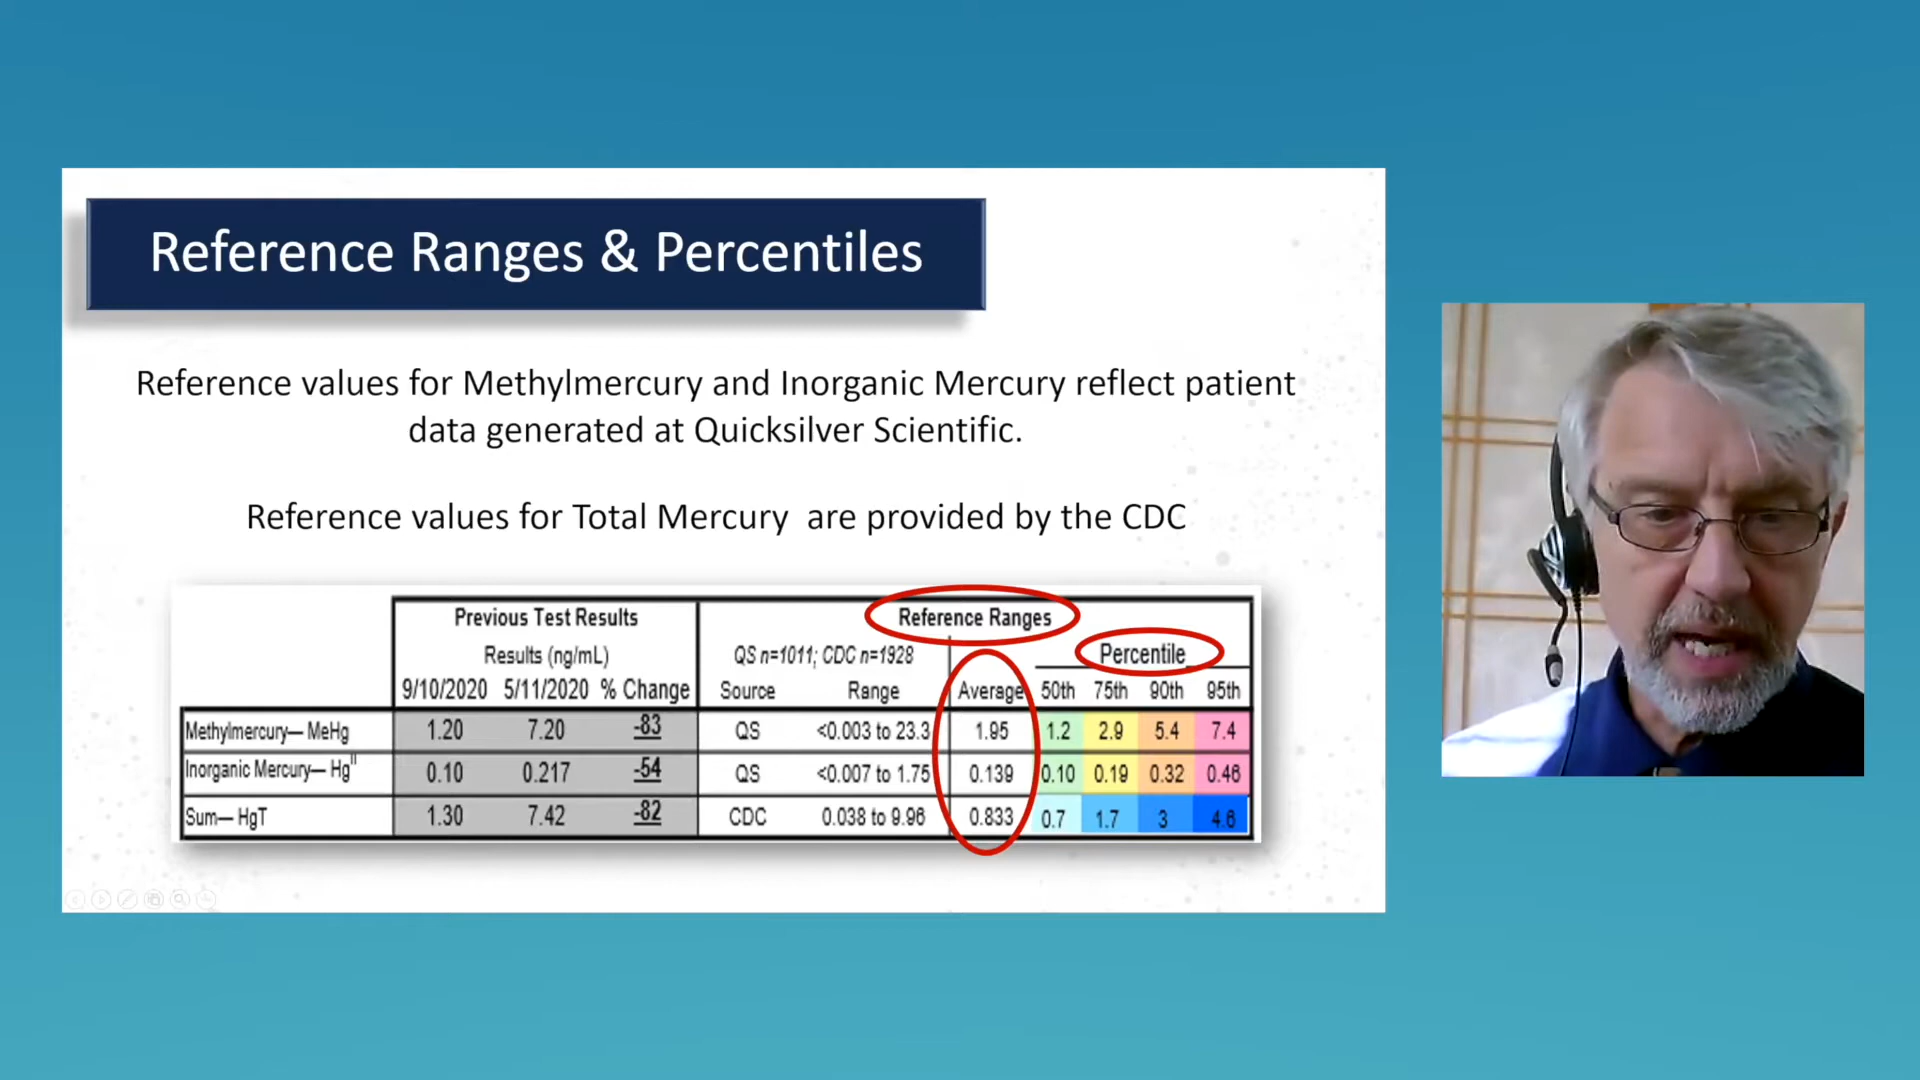 Reference Ranges & Percentiles
Reference values for Methylmercury and Inorganic Mercury reflect patient
data generated at Quicksilver Scientific.
Reference values for Total Mercury are provided by the CDC
Previous Test Results Reference Ranges
Results (ng/mL) QS n=1011; CDC n=1928 Percentile
9/10/2020 5/11/2020 % Change Source Range Average 50th 75th 90th 95th
Methylmercury— MeHg 1.20 7.20 -83 QS <0.003 to 23.3 1.95 1.2 2.9 5.4 7.4
Inorganic Mercury— Hg^II 0.10 0.217 -54 QS <0.007 to 1.75 0.139 0.10 0.19 0.32 0.46
Sum— HgT 1.30 7.42 -82 CDC 0.038 to 9.96 0.833 0.7 1.7 3 4.6